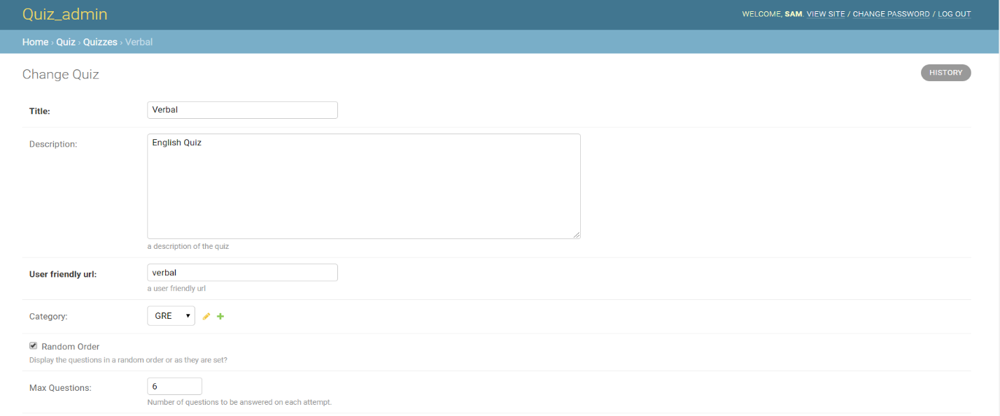 Quiz_admin
WELCOME, SAM. VIEW SITE / CHANGE PASSWORD / LOG OUT
Home › Quiz › Quizzes › Verbal
Change Quiz
HISTORY
Title:
Verbal
Description:
English Quiz
a description of the quiz
User friendly url:
verbal
a user friendly url
Category:
GRE
Random Order
Display the questions in a random order or as they are set?
Max Questions:
6
Number of questions to be answered on each attempt.